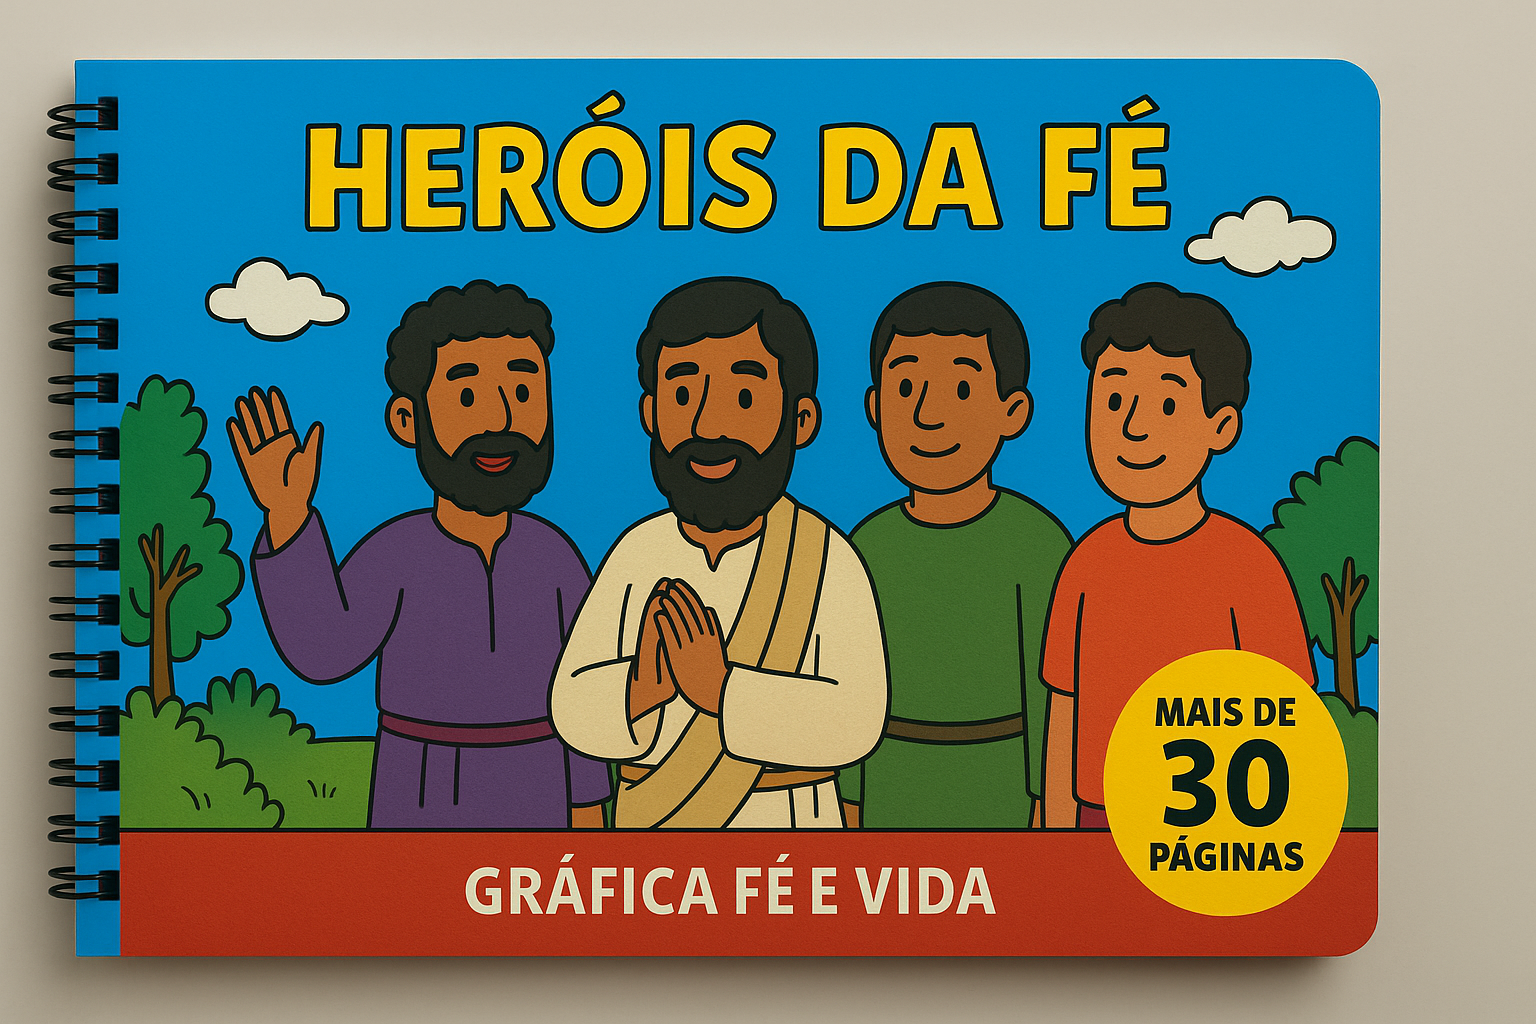 HERÓIS DA FÉ
MAIS DE
30
PÁGINAS
GRÁFICA FÉ E VIDA